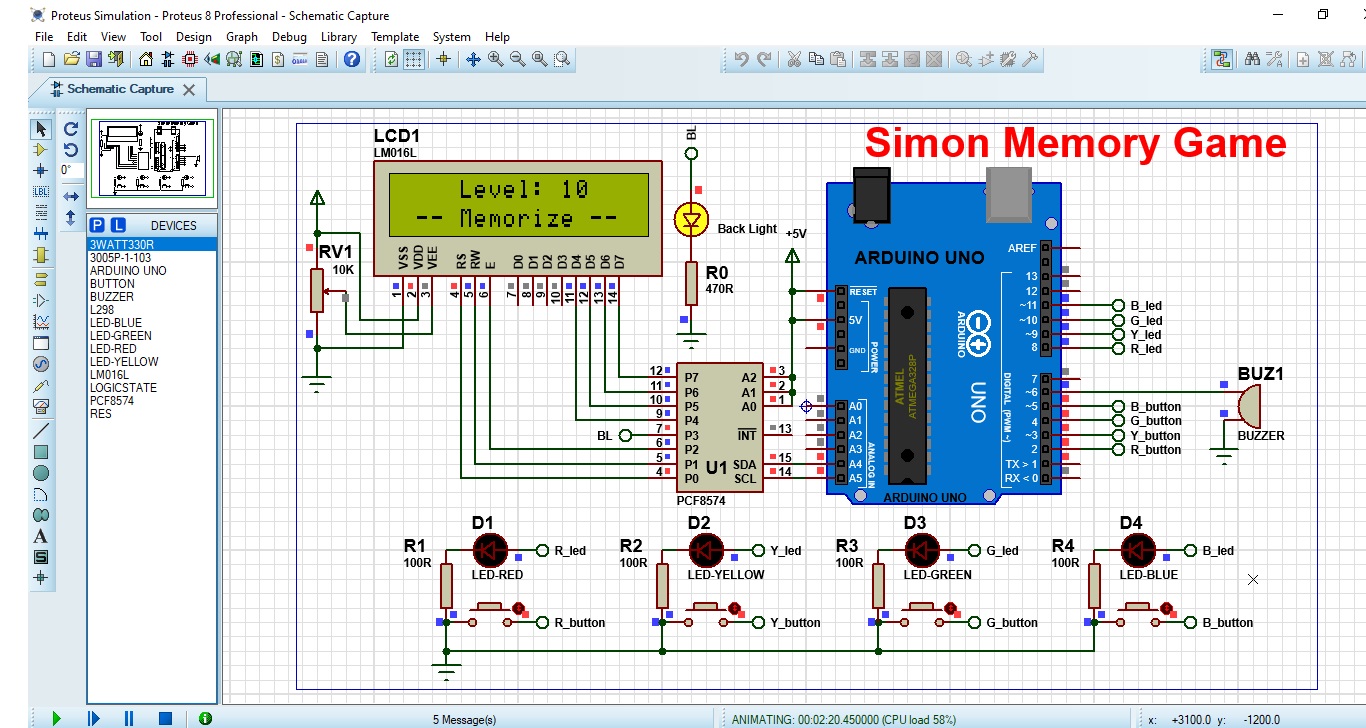 Proteus Simulation - Proteus 8 Professional - Schematic Capture
File Edit View Tool Design Graph Debug Library Template System Help
Schematic Capture
0°
P L DEVICES
3WATT330R
3005P-1-103
ARDUINO UNO
BUTTON
BUZZER
L298
LED-BLUE
LED-GREEN
LED-RED
LED-YELLOW
LM016L
LOGICSTATE
PCF8574
RES
Simon Memory Game
LCD1
LM016L
Level: 10
-- Memorize --
VSS VDD VEE RS RW E D0 D1 D2 D3 D4 D5 D6 D7
1 2 3 4 5 6 7 8 9 10 11 12 13 14
RV1
10K
BL
Back Light
R0
470R
+5V
12 P7 A2 3
11 P6 A1 2
10 P5 A0 1
9 P4
BL 7 P3 INT 13
6 P2
5 P1 SDA 15
4 P0 SCL 14
U1
PCF8574
ARDUINO UNO
RESET
5V
GND
POWER
A0
A1
A2
A3
A4
A5
ANALOG IN
ATMEL
ATMEGA328P
ARDUINO
UNO
AREF
13
12
~11 B_led
~10 G_led
~9 Y_led
8 R_led
DIGITAL (PWM ~)
7
~6
~5 B_button
4 G_button
~3 Y_button
2 R_button
TX > 1
RX < 0
ARDUINO UNO
BUZ1
BUZZER
D1
R1
100R
R_led
LED-RED
R_button
D2
R2
100R
Y_led
LED-YELLOW
Y_button
D3
R3
100R
G_led
LED-GREEN
G_button
D4
R4
100R
B_led
LED-BLUE
B_button
5 Message(s)
ANIMATING: 00:02:20.450000 (CPU load 58%)
x: +3100.0 y: -1200.0